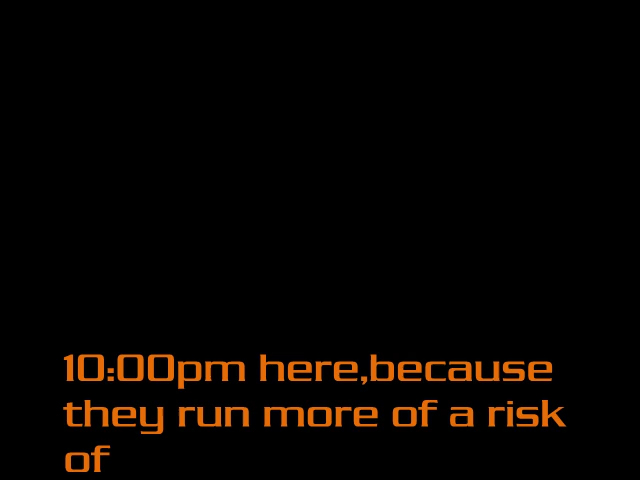 10:00pm here,because
they run more of a risk
of